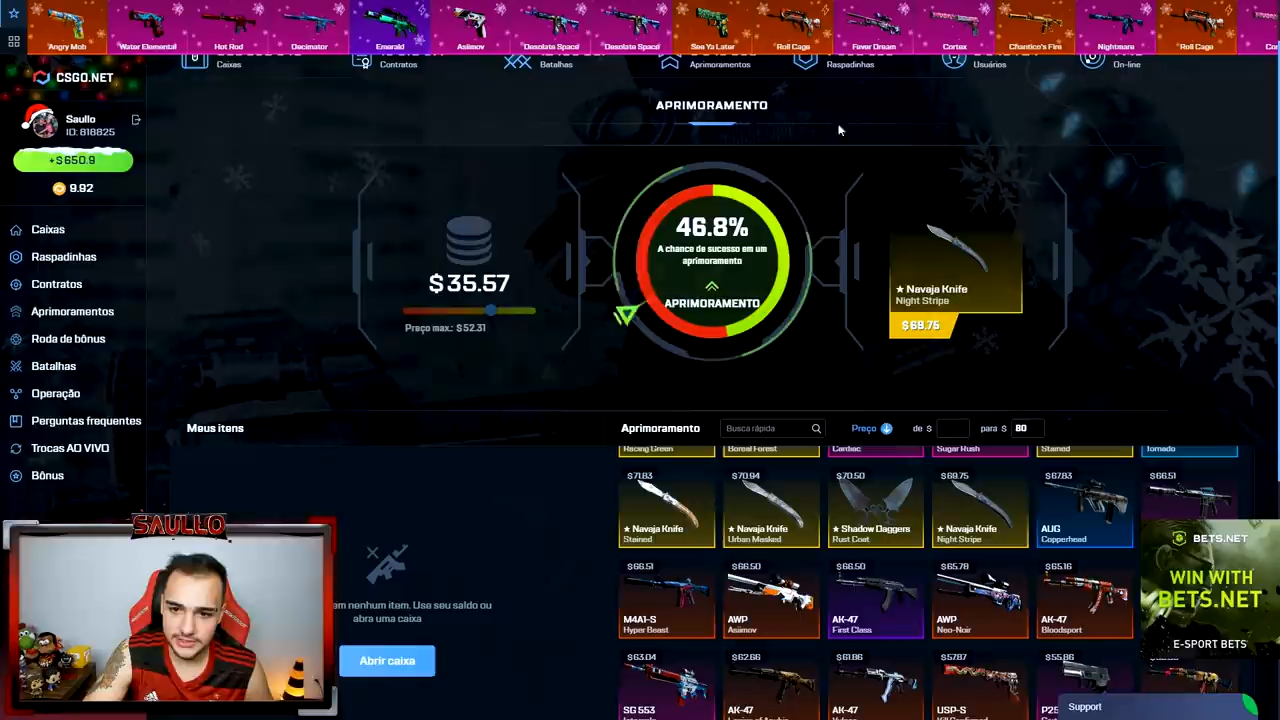 Angry Mob
Water Elemental
Hot Rod
Decimator
Emerald
Asiimov
Desolate Space
Desolate Space
See Ya Later
Roll Cage
Fever Dream
Cortex
Chantico's Fire
Nightmare
Roll Cage
Caixas
Contratos
Batalhas
Aprimoramentos
Raspadinhas
Usuários
On-line
CSGO.NET
Saullo
ID: 818825
+$650.9
9.92
Caixas
Raspadinhas
Contratos
Aprimoramentos
Roda de bônus
Batalhas
Operação
Perguntas frequentes
Trocas AO VIVO
Bônus
APRIMORAMENTO
$35.57
Preço max.: $52.31
46.8%
A chance de sucesso em um
aprimoramento
APRIMORAMENTO
★ Navaja Knife
Night Stripe
$69.75
Meus itens
Aprimoramento
Busca rápida
Preço
de $
para $
80
Racing Green
Boreal Forest
Cardiac
Sugar Rush
Stained
Tornado
$71.83
★ Navaja Knife
Stained
$70.94
★ Navaja Knife
Urban Masked
$70.50
★ Shadow Daggers
Rust Coat
$69.75
★ Navaja Knife
Night Stripe
$67.83
AUG
Copperhead
$66.51
$66.51
M4A1-S
Hyper Beast
$66.50
AWP
Asiimov
$66.50
AK-47
First Class
$65.78
AWP
Neo-Noir
$65.16
AK-47
Bloodsport
$63.04
SG 553
$62.66
AK-47
$61.86
AK-47
$57.87
USP-S
$55.86
em nenhum item. Use seu saldo ou
abra uma caixa
Abrir caixa
SAULLO
BETS.NET
WIN WITH
BETS.NET
E-SPORT BETS
Support